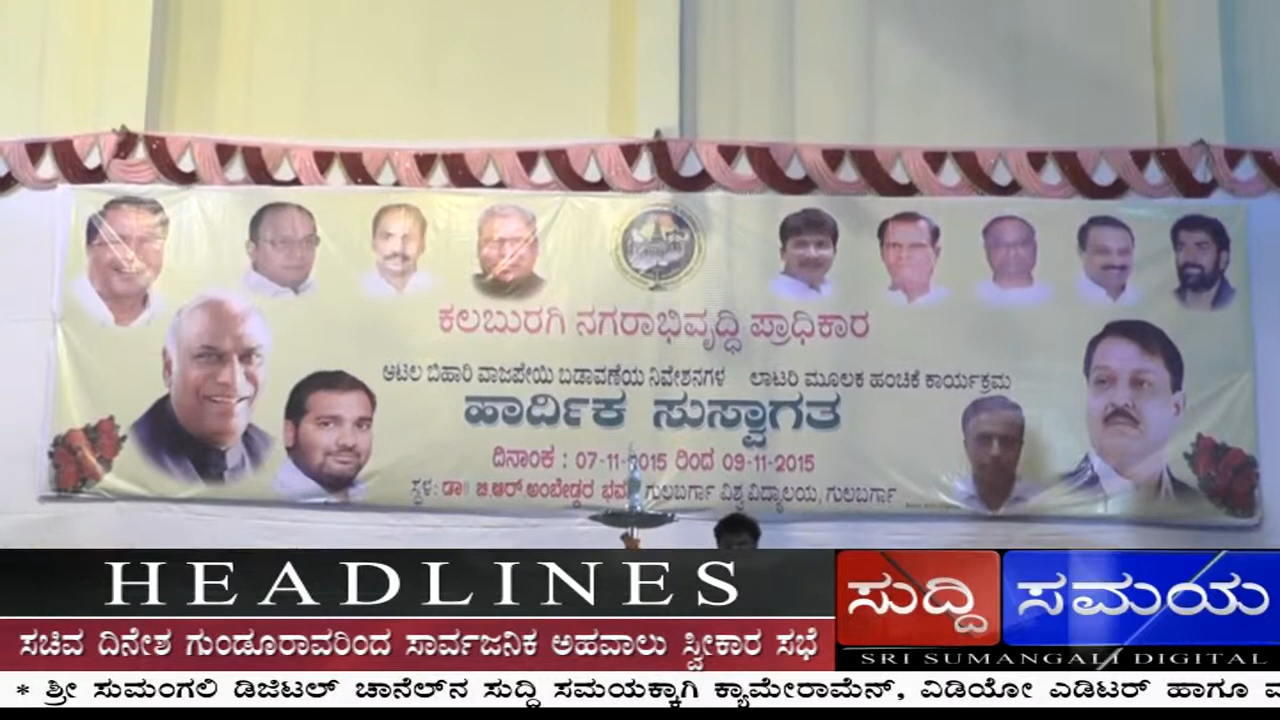 ಕಲಬುರಗಿ ನಗರಾಭಿವೃದ್ಧಿ ಪ್ರಾಧಿಕಾರ
ಅಟಲ ಬಿಹಾರಿ ವಾಜಪೇಯಿ ಬಡಾವಣೆಯ ನಿವೇಶನಗಳ ಲಾಟರಿ ಮೂಲಕ ಹಂಚಿಕೆ ಕಾರ್ಯಕ್ರಮ
ಹಾರ್ದಿಕ ಸುಸ್ವಾಗತ
ದಿನಾಂಕ : 07-11-2015 ರಿಂದ 09-11-2015
ಸ್ಥಳ: ಡಾ॥ ಬಿ.ಆರ್.ಅಂಬೇಡ್ಕರ ಭವನ ಗುಲಬರ್ಗಾ ವಿಶ್ವವಿದ್ಯಾಲಯ, ಗುಲಬರ್ಗಾ
HEADLINES
ಸುದ್ದಿ ಸಮಯ
ಸಚಿವ ದಿನೇಶ ಗುಂಡೂರಾವರಿಂದ ಸಾರ್ವಜನಿಕ ಅಹವಾಲು ಸ್ವೀಕಾರ ಸಭೆ
SRI SUMANGALI DIGITAL
* ಶ್ರೀ ಸುಮಂಗಲಿ ಡಿಜಿಟಲ್ ಚಾನೆಲ್‌ನ ಸುದ್ದಿ ಸಮಯಕ್ಕಾಗಿ ಕ್ಯಾಮೇರಾಮೆನ್, ವಿಡಿಯೋ ಎಡಿಟರ್ ಹಾಗೂ